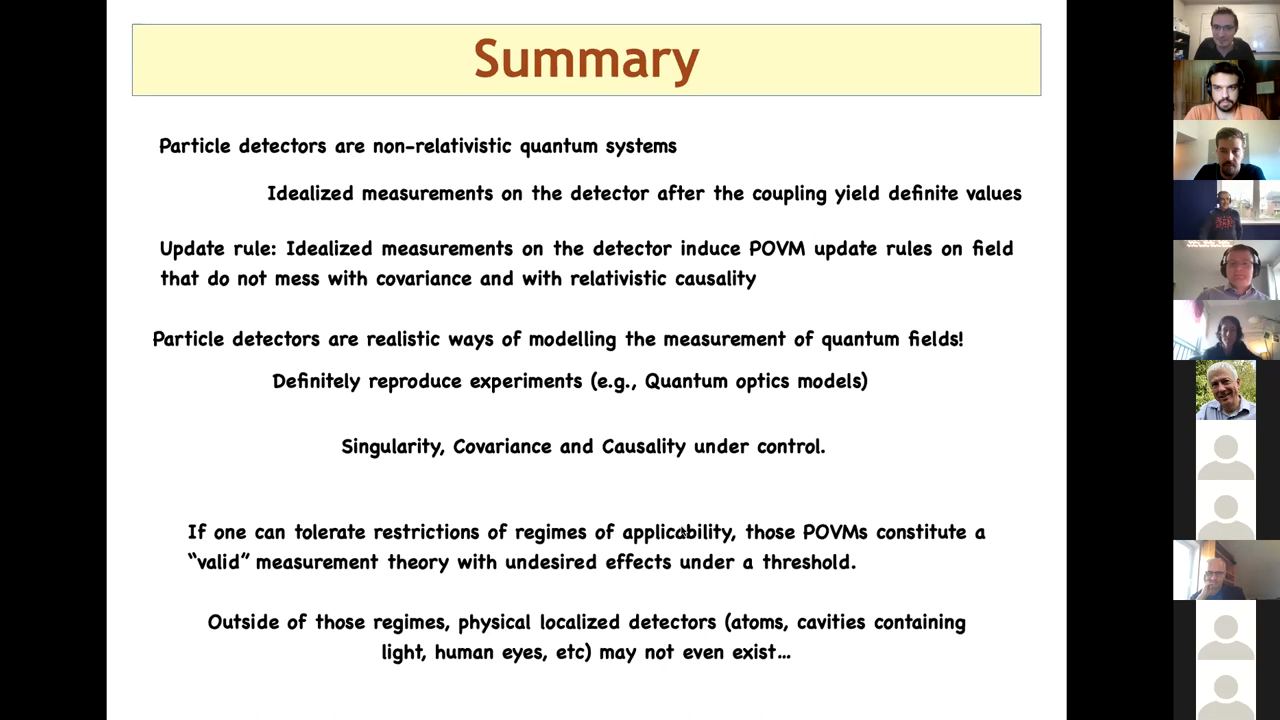 Summary
Particle detectors are non-relativistic quantum systems
Idealized measurements on the detector after the coupling yield definite values
Update rule: Idealized measurements on the detector induce POVM update rules on field
that do not mess with covariance and with relativistic causality
Particle detectors are realistic ways of modelling the measurement of quantum fields!
Definitely reproduce experiments (e.g., Quantum optics models)
Singularity, Covariance and Causality under control.
If one can tolerate restrictions of regimes of applicability, those POVMs constitute a
“valid” measurement theory with undesired effects under a threshold.
Outside of those regimes, physical localized detectors (atoms, cavities containing
light, human eyes, etc) may not even exist...